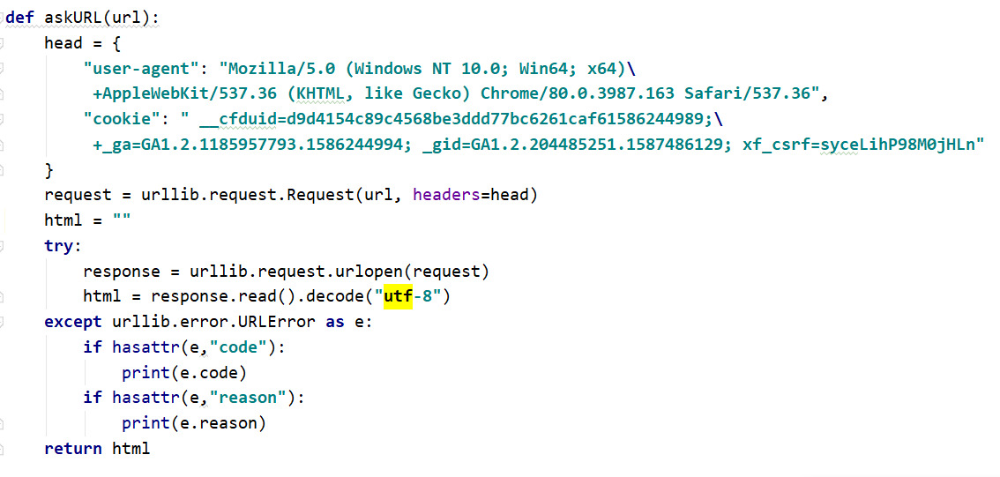 def askURL(url):
    head = {
        "user-agent": "Mozilla/5.0 (Windows NT 10.0; Win64; x64)\
         +AppleWebKit/537.36 (KHTML, like Gecko) Chrome/80.0.3987.163 Safari/537.36",
        "cookie": " __cfduid=d9d4154c89c4568be3ddd77bc6261caf61586244989;\
         +_ga=GA1.2.1185957793.1586244994; _gid=GA1.2.204485251.1587486129; xf_csrf=syceLihP98M0jHLn"
    }
    request = urllib.request.Request(url, headers=head)
    html = ""
    try:
        response = urllib.request.urlopen(request)
        html = response.read().decode("utf-8")
    except urllib.error.URLError as e:
        if hasattr(e,"code"):
            print(e.code)
        if hasattr(e,"reason"):
            print(e.reason)
    return html